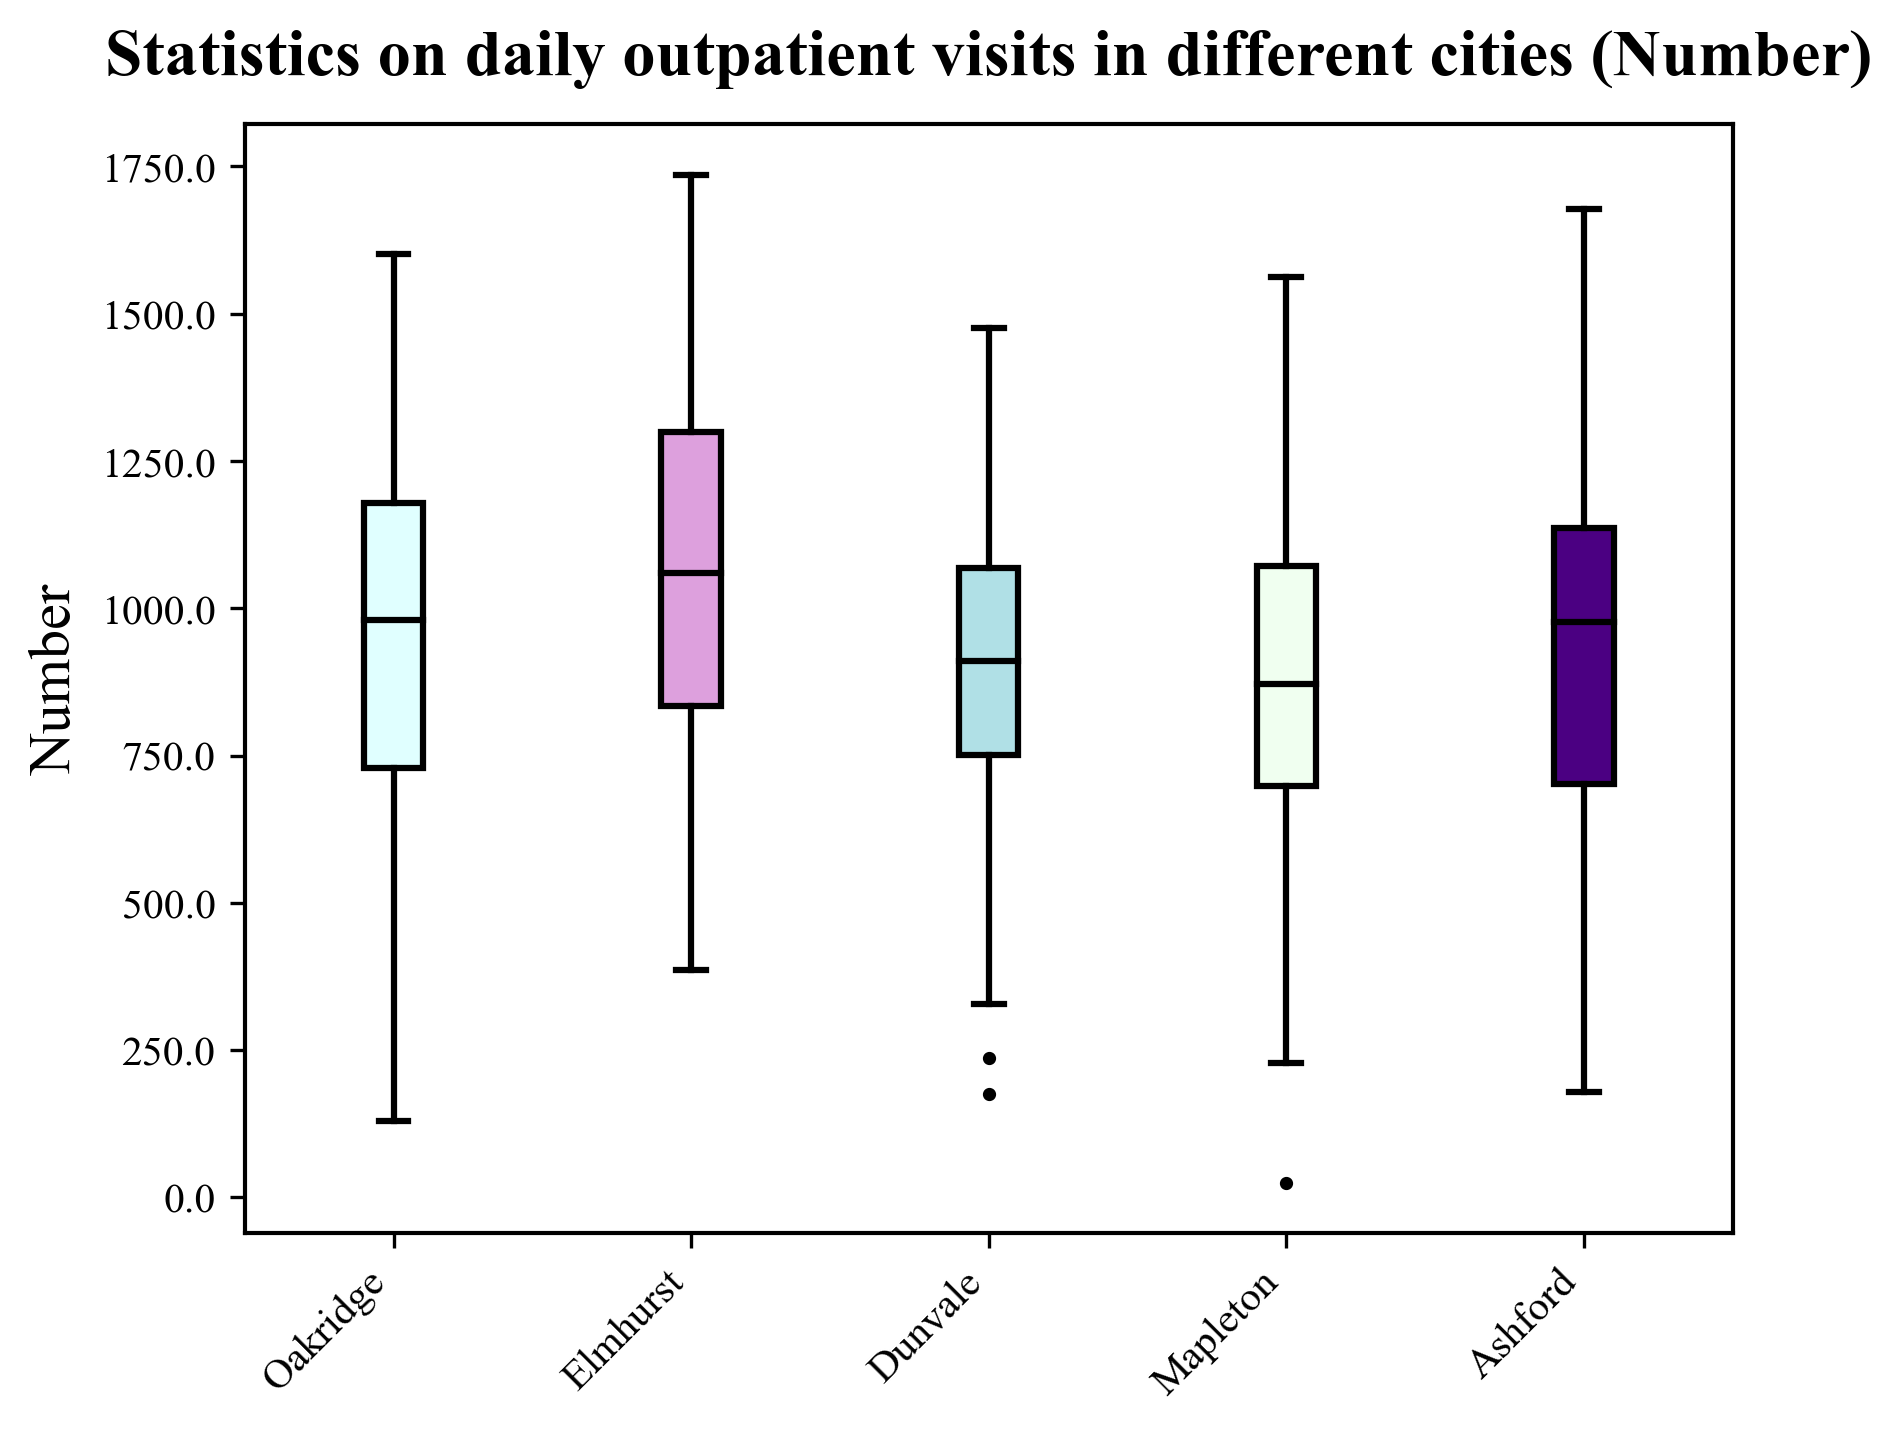 Statistics on daily outpatient visits in different cities (Number)
Number
1750.0
1500.0
1250.0
1000.0
750.0
500.0
250.0
0.0
Oakridge
Elmhurst
Dunvale
Mapleton
Ashford